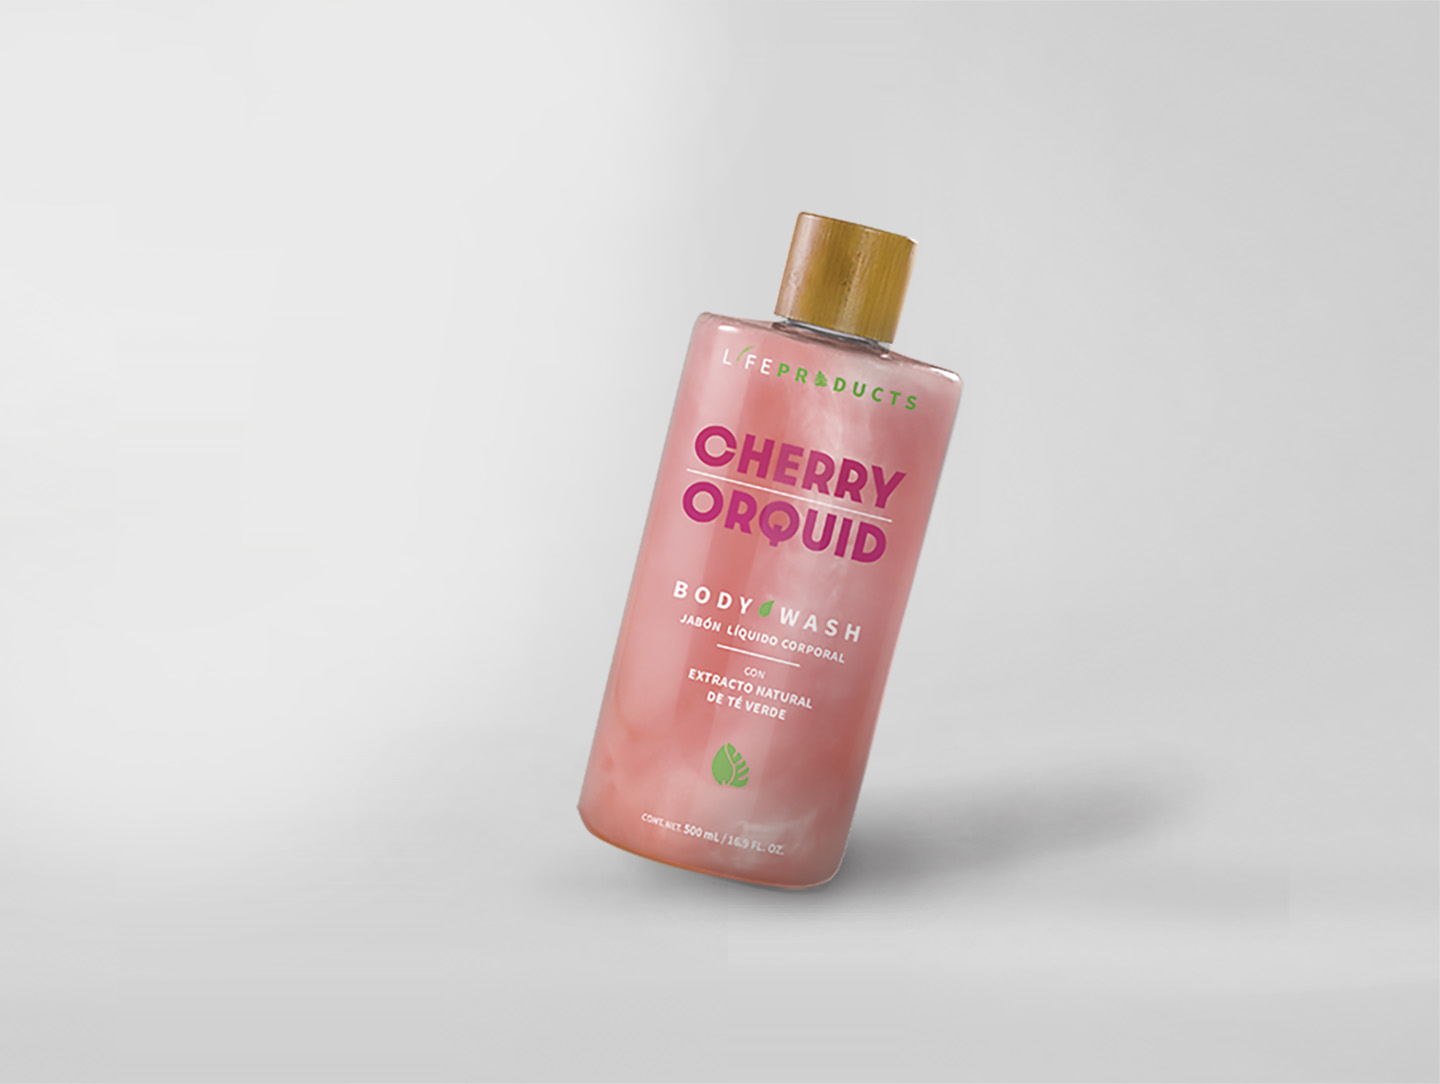 LIFEPRODUCTS
CHERRY
ORQUID
BODY WASH
JABÓN LÍQUIDO CORPORAL
CON
EXTRACTO NATURAL
DE TÉ VERDE
CONT. NET. 500 mL / 16.9 FL. OZ.